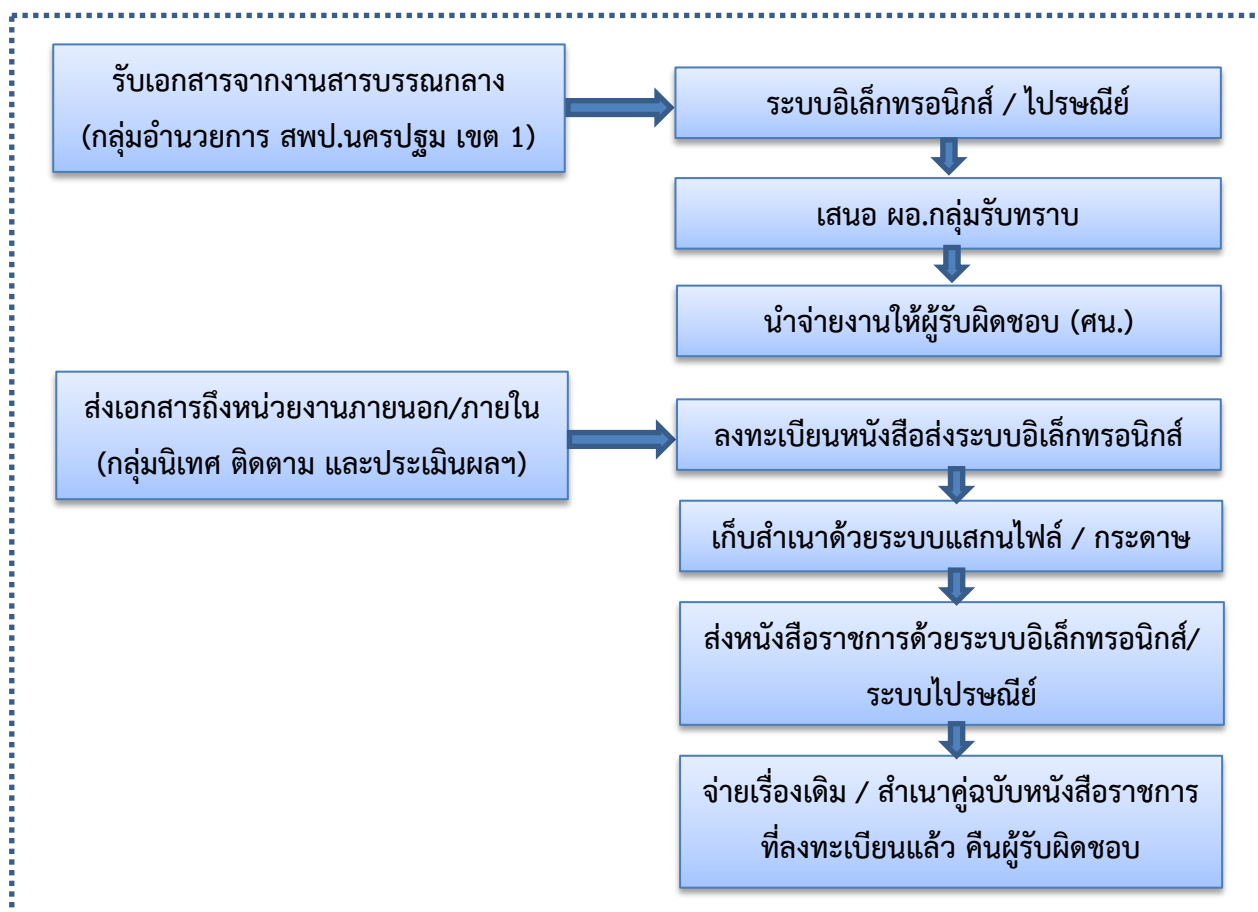 รับเอกสารจากงานสารบรรณกลาง
(กลุ่มอำนวยการ สพป.นครปฐม เขต 1)
ระบบอิเล็กทรอนิกส์ / ไปรษณีย์
เสนอ ผอ.กลุ่มรับทราบ
นำจ่ายงานให้ผู้รับผิดชอบ (ศน.)
ส่งเอกสารถึงหน่วยงานภายนอก/ภายใน
(กลุ่มนิเทศ ติดตาม และประเมินผลฯ)
ลงทะเบียนหนังสือส่งระบบอิเล็กทรอนิกส์
เก็บสำเนาด้วยระบบแสกนไฟล์ / กระดาษ
ส่งหนังสือราชการด้วยระบบอิเล็กทรอนิกส์/
ระบบไปรษณีย์
จ่ายเรื่องเดิม / สำเนาคู่ฉบับหนังสือราชการ
ที่ลงทะเบียนแล้ว คืนผู้รับผิดชอบ